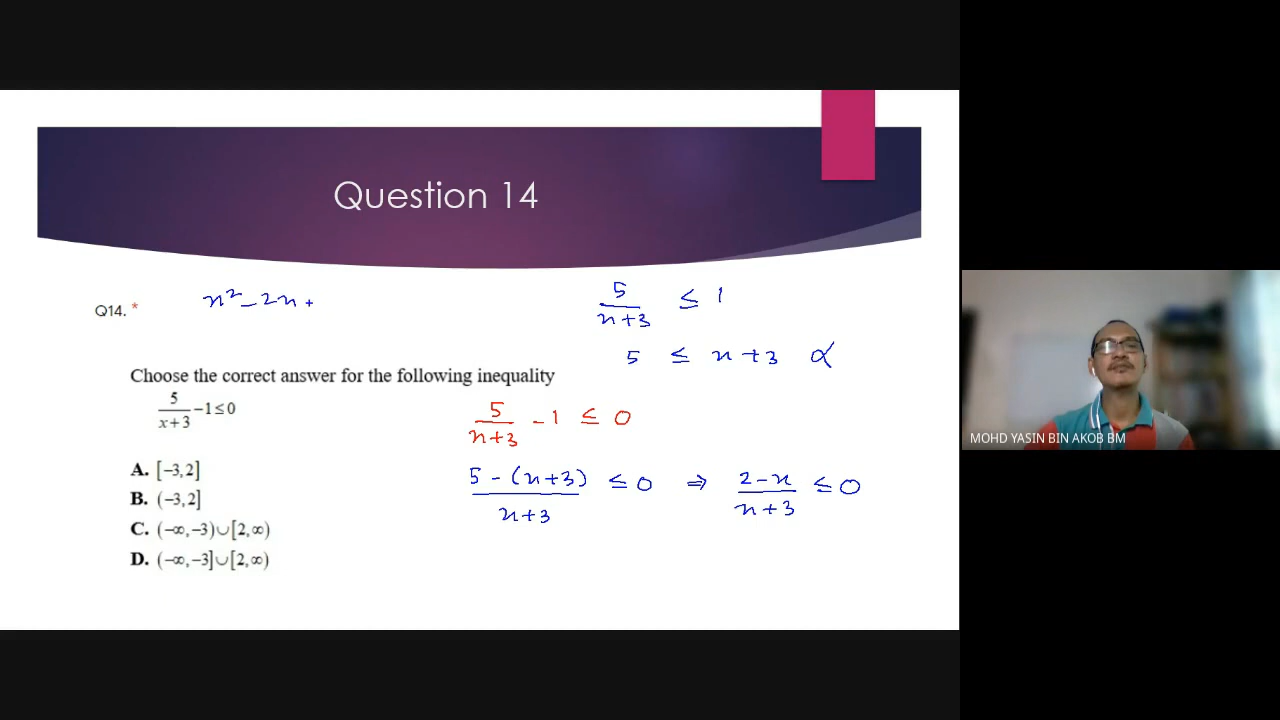 Question 14
Q14. *
x² - 2x +
5/(x+3) ≤ 1
5 ≤ x + 3 α
Choose the correct answer for the following inequality
5/(x+3) − 1 ≤ 0
5/(x+3) - 1 ≤ 0
A. [−3,2]
B. (−3,2]
C. (−∞,−3)∪[2,∞)
D. (−∞,−3]∪[2,∞)
(5 - (x+3))/(x+3) ≤ 0 ⇒ (2-x)/(x+3) ≤ 0
MOHD YASIN BIN AKOB BM